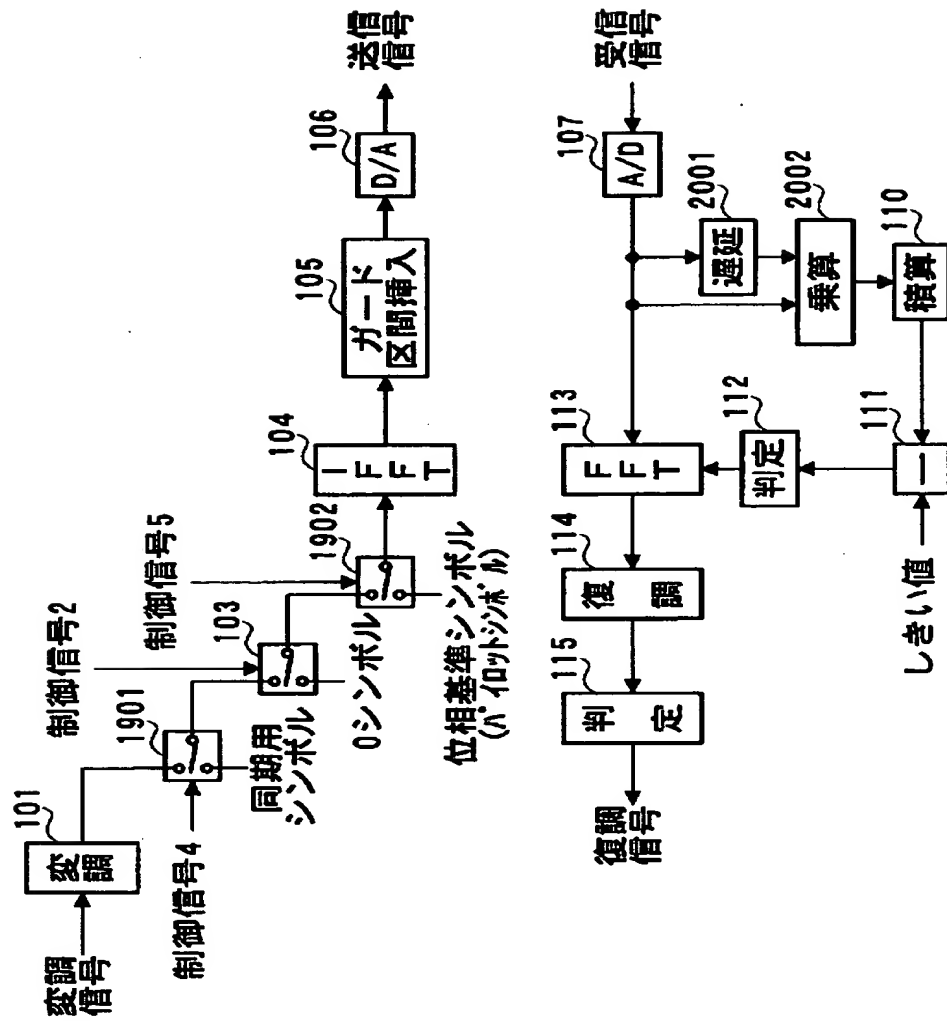 変調
信号
101
変調
制御信号4
1901
同期用
シンボル
制御信号2
103
0シンボル
制御信号5
1902
位相基準シンボル
(パイロットシンボル)
104
IFFT
105
ガード
区間挿入
106
D/A
送信
信号
受信
信号
107
A/D
2001
遅延
2002
乗算
110
積算
111
−
しきい値
112
判定
113
FFT
114
復調
115
判定
復調
信号